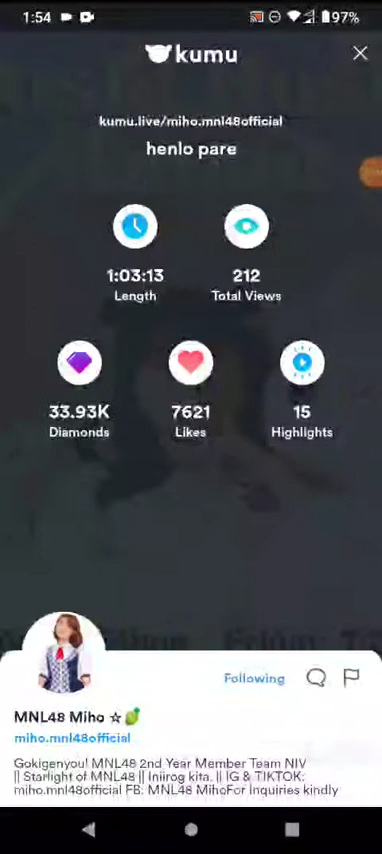 1:54
97%
kumu
kumu.live/miho.mnl48official
henlo pare
1:03:13
Length
212
Total Views
33.93K
Diamonds
7621
Likes
15
Highlights
Friday
Following
MNL48 Miho ☆🍏
miho.mnl48official
Gokigenyou! MNL48 2nd Year Member Team NIV
|| Starlight of MNL48 || Iniirog kita. || IG & TIKTOK:
miho.mnl48official FB: MNL48 MihoFor Inquiries kindly